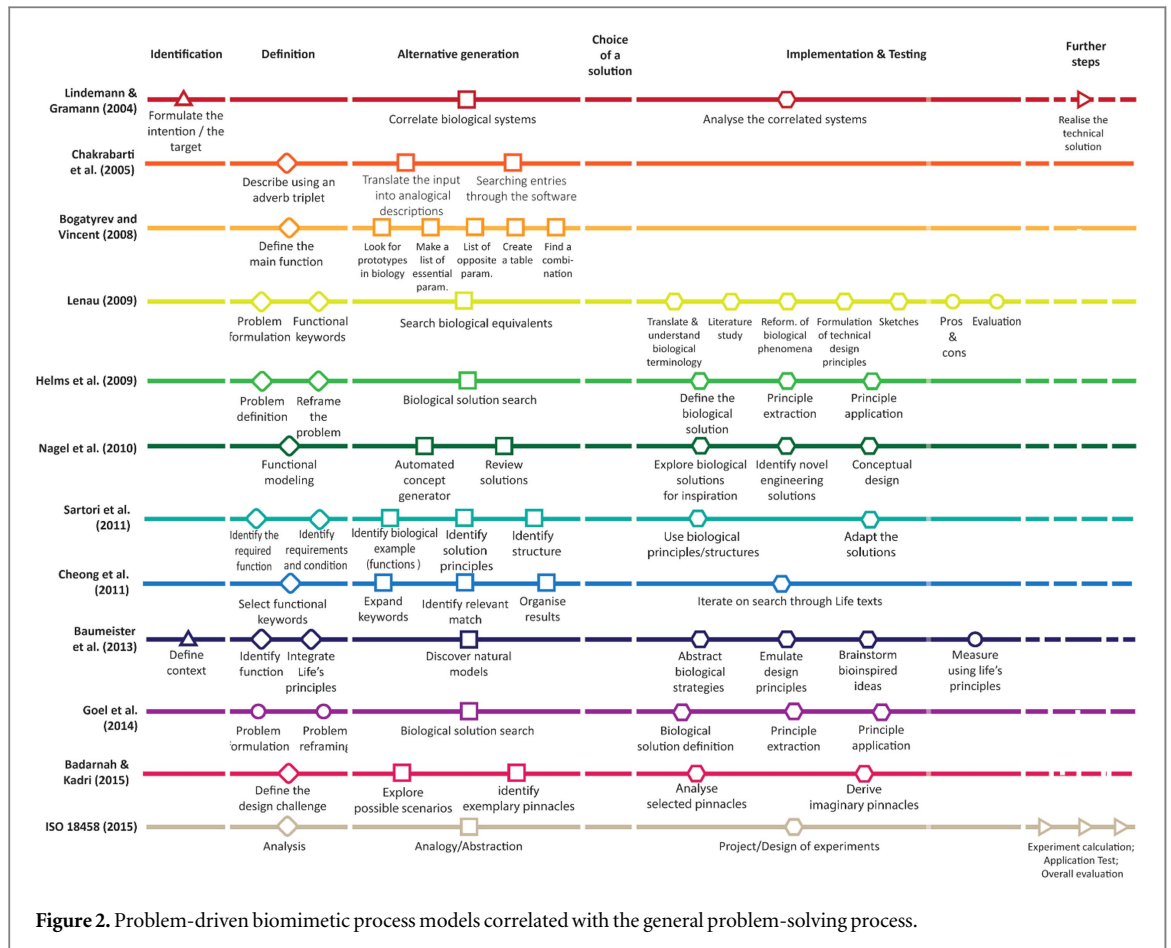 Identification Definition Alternative generation Choice of a solution Implementation & Testing Further steps
Lindemann &
Gramann (2004)
Formulate the
intention / the
target
Correlate biological systems
Analyse the correlated systems
Realise the
technical
solution
Chakrabarti
et al. (2005)
Describe using an
adverb triplet
Translate the input
into analogical
descriptions
Searching entries
through the software
Bogatyrev and
Vincent (2008)
Define the
main function
Look for
prototypes
in biology
Make a
list of
essential
param.
List of
opposite
param.
Create
a table
Find a
combi-
nation
Lenau (2009)
Problem
formulation
Functional
keywords
Search biological equivalents
Translate &
understand
biological
terminology
Literature
study
Reform. of
biological
phenomena
Formulation
of technical
design
principles
Sketches
Pros
&
cons
Evaluation
Helms et al. (2009)
Problem
definition
Reframe
the
problem
Biological solution search
Define the
biological
solution
Principle
extraction
Principle
application
Nagel et al. (2010)
Functional
modeling
Automated
concept
generator
Review
solutions
Explore biological
solutions
for inspiration
Identify novel
engineering
solutions
Conceptual
design
Sartori et al.
(2011)
Identify the
required
function
Identify
requirements
and condition
Identify biological
example
(functions )
Identify
solution
principles
Identify
structure
Use biological
principles/structures
Adapt the
solutions
Cheong et al.
(2011)
Select functional
keywords
Expand
keywords
Identify relevant
match
Organise
results
Iterate on search through Life texts
Baumeister
et al. (2013)
Define
context
Identify
function
Integrate
Life's
principles
Discover natural
models
Abstract
biological
strategies
Emulate
design
principles
Brainstorm
bioinspired
ideas
Measure
using life's
principles
Goel et al.
(2014)
Problem
formulation
Problem
reframing
Biological solution search
Biological
solution definition
Principle
extraction
Principle
application
Badarnah &
Kadri (2015)
Define the
design challenge
Explore
possible scenarios
identify
exemplary pinnacles
Analyse
selected pinnacles
Derive
imaginary pinnacles
ISO 18458 (2015)
Analysis
Analogy/Abstraction
Project/Design of experiments
Experiment calculation;
Application Test;
Overall evaluation
Figure 2. Problem-driven biomimetic process models correlated with the general problem-solving process.